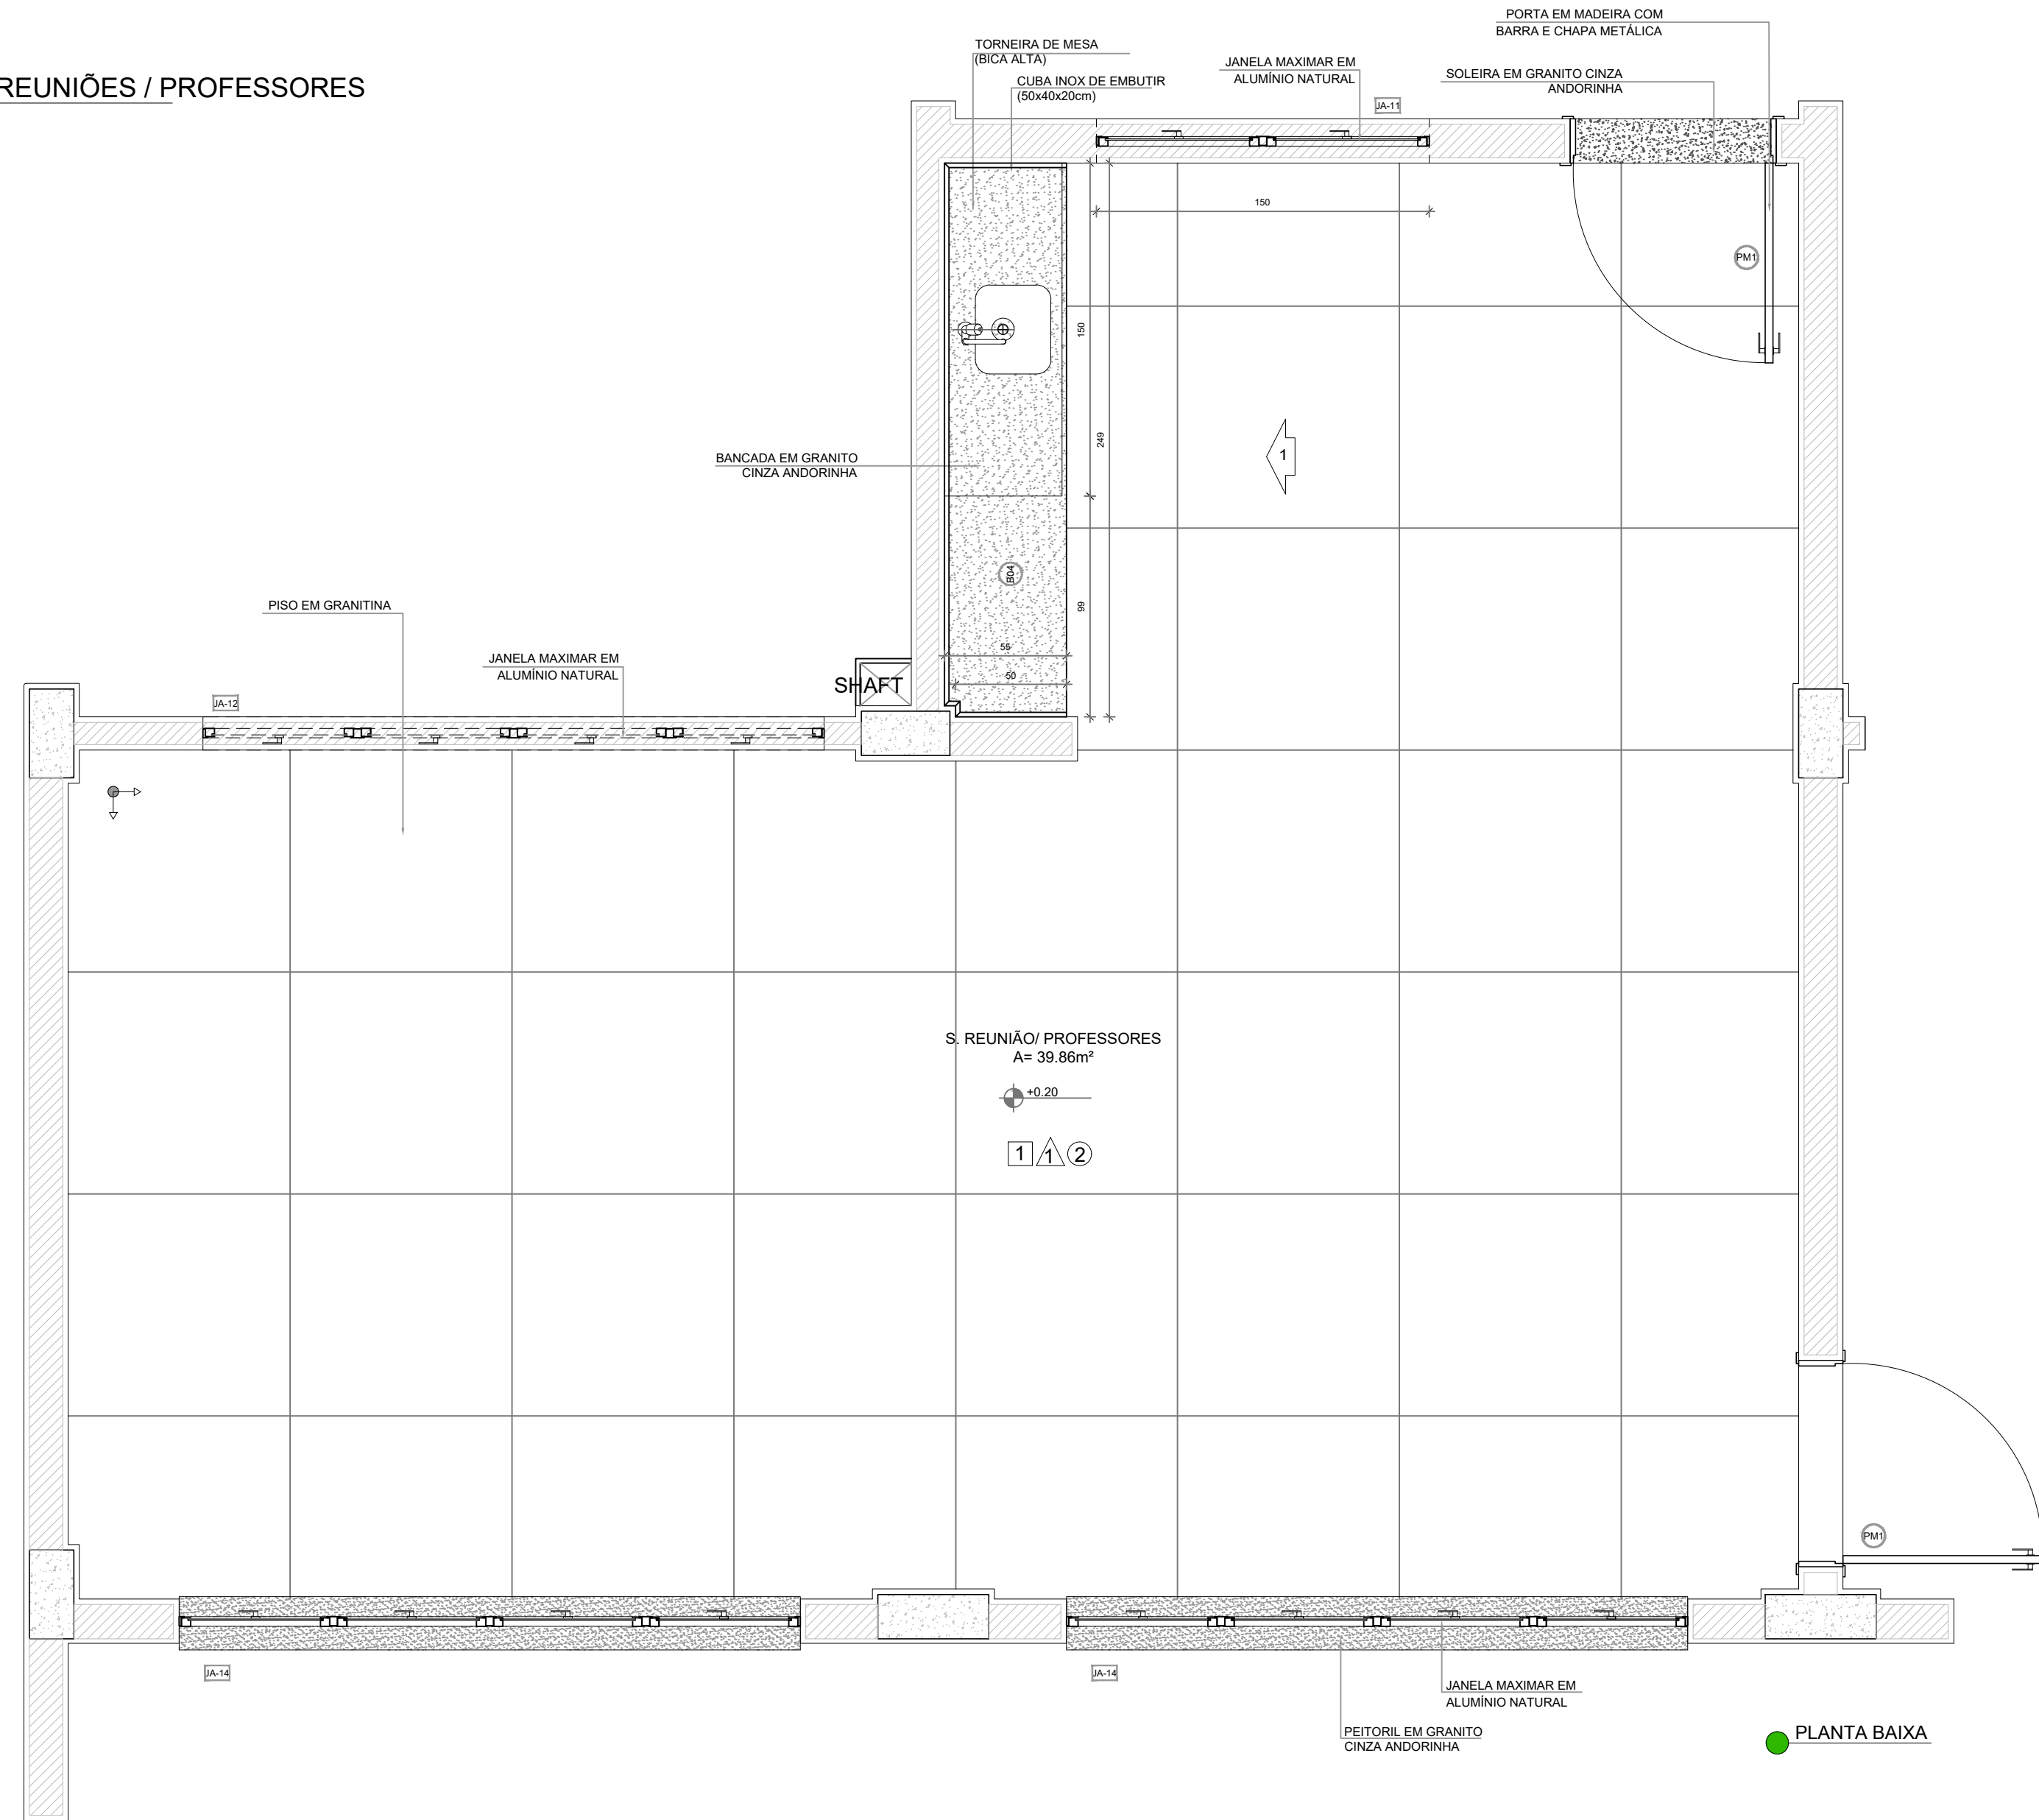 REUNIÕES / PROFESSORES
PORTA EM MADEIRA COM
BARRA E CHAPA METÁLICA
TORNEIRA DE MESA
(BICA ALTA)
CUBA INOX DE EMBUTIR
(50x40x20cm)
JANELA MAXIMAR EM
ALUMÍNIO NATURAL
SOLEIRA EM GRANITO CINZA
ANDORINHA
JA-11
150
PM1
150
249
1
BANCADA EM GRANITO
CINZA ANDORINHA
B04
99
55
50
PISO EM GRANITINA
JANELA MAXIMAR EM
ALUMÍNIO NATURAL
SHAFT
JA-12
S. REUNIÃO/ PROFESSORES
A= 39.86m²
+0.20
1 1 2
PM1
JA-14
JA-14
JANELA MAXIMAR EM
ALUMÍNIO NATURAL
PEITORIL EM GRANITO
CINZA ANDORINHA
PLANTA BAIXA